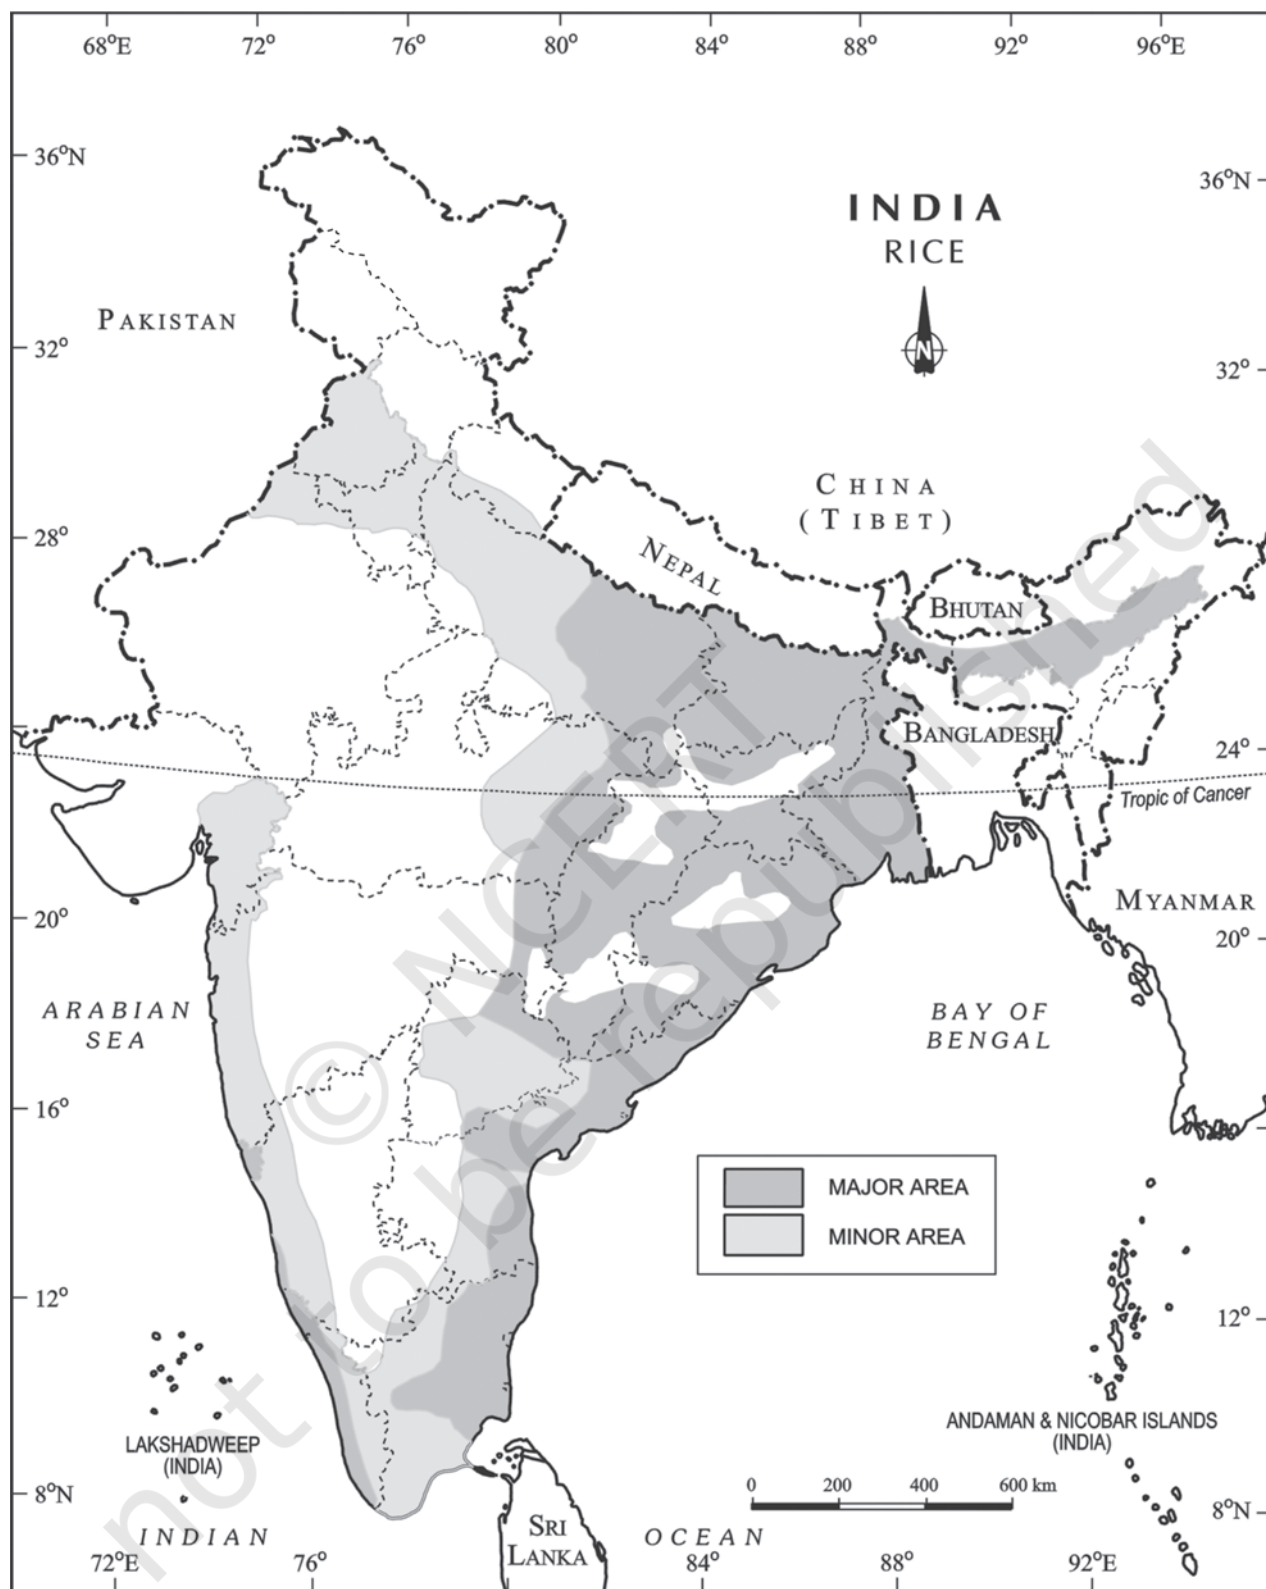 68°E 72° 76° 80° 84° 88° 92° 96°E
36°N
36°N
INDIA
RICE
N
PAKISTAN
32°
32°
CHINA
(TIBET)
28°
NEPAL
BHUTAN
BANGLADESH
24°
Tropic of Cancer
MYANMAR
20°
20°
ARABIAN
SEA
BAY OF
BENGAL
16°
MAJOR AREA
MINOR AREA
12°
12°
ANDAMAN & NICOBAR ISLANDS
(INDIA)
LAKSHADWEEP
(INDIA)
0 200 400 600 km
8°N
8°N
INDIAN
OCEAN
SRI
LANKA
72°E 76° 84° 88° 92°E
© NCERT
not to be republished